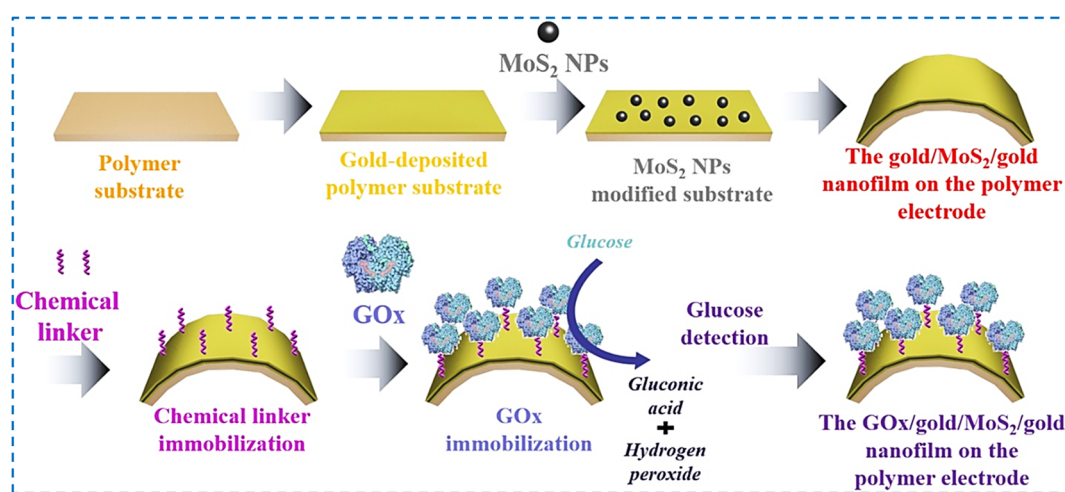 MoS₂ NPs
Polymer
substrate
Gold-deposited
polymer substrate
MoS₂ NPs
modified substrate
The gold/MoS₂/gold
nanofilm on the polymer
electrode
Chemical
linker
Chemical linker
immobilization
GOx
GOx
immobilization
Glucose
Gluconic
acid
+
Hydrogen
peroxide
Glucose
detection
The GOx/gold/MoS₂/gold
nanofilm on the
polymer electrode